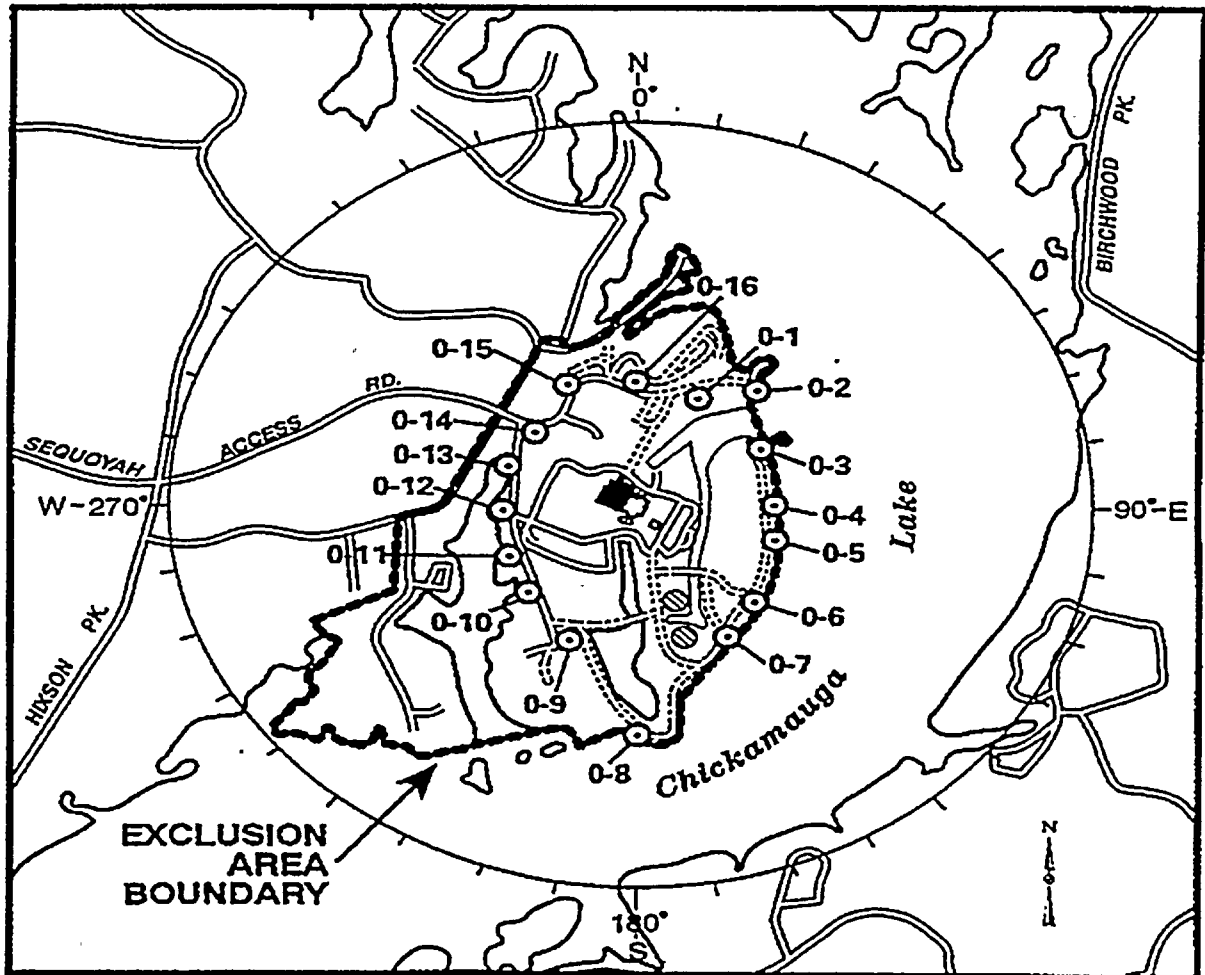 N
0°
BIRCHWOOD PK.
0-16
0-1
0-15
0-2
SEQUOYAH ACCESS RD.
0-14
0-13
0-3
0-12
W-270°
0-4
90°-E
Lake
0-11
0-5
0-10
0-6
HIXSON PK.
0-9
0-7
Chickamauga
0-8
EXCLUSION
AREA
BOUNDARY
N
180°
S